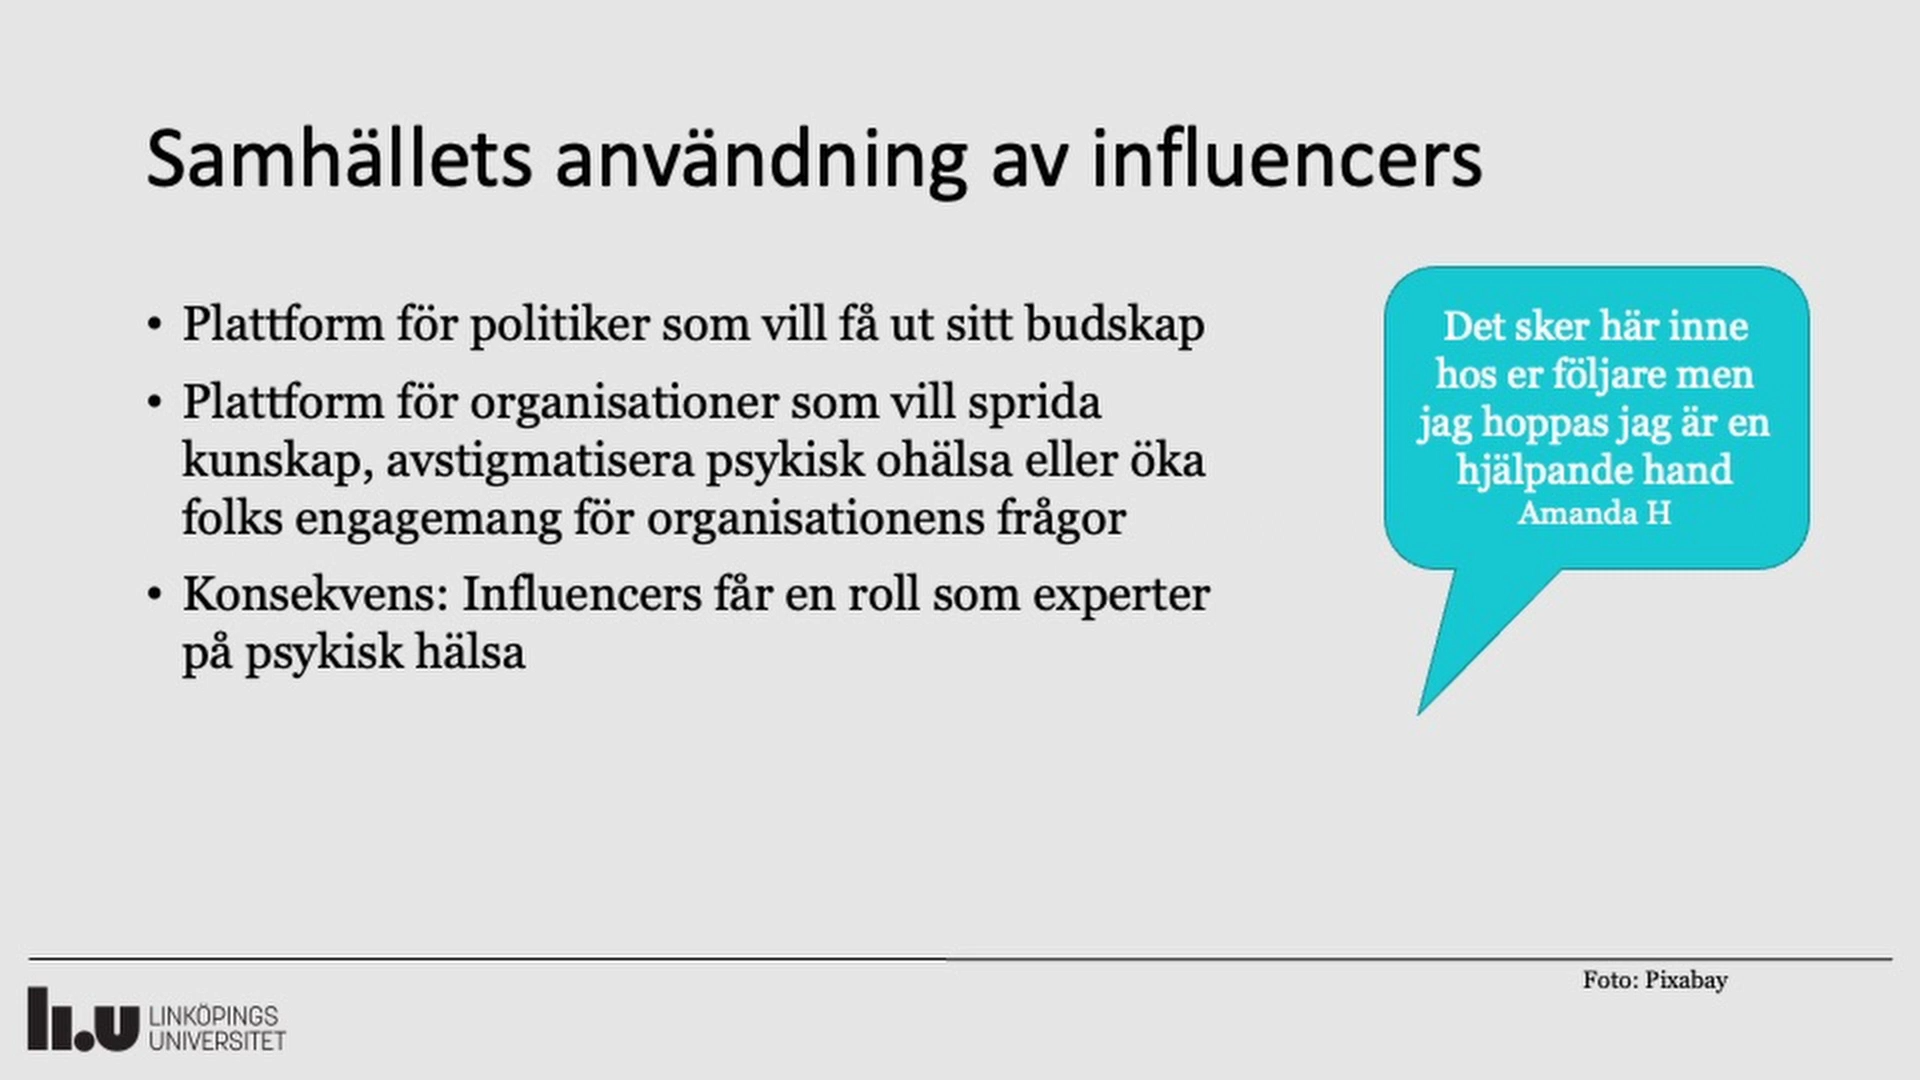 Samhällets användning av influencers
• Plattform för politiker som vill få ut sitt budskap
• Plattform för organisationer som vill sprida
kunskap, avstigmatisera psykisk ohälsa eller öka
folks engagemang för organisationens frågor
• Konsekvens: Influencers får en roll som experter
på psykisk hälsa
Det sker här inne
hos er följare men
jag hoppas jag är en
hjälpande hand
Amanda H
Foto: Pixabay
li.u LINKÖPINGS
UNIVERSITET